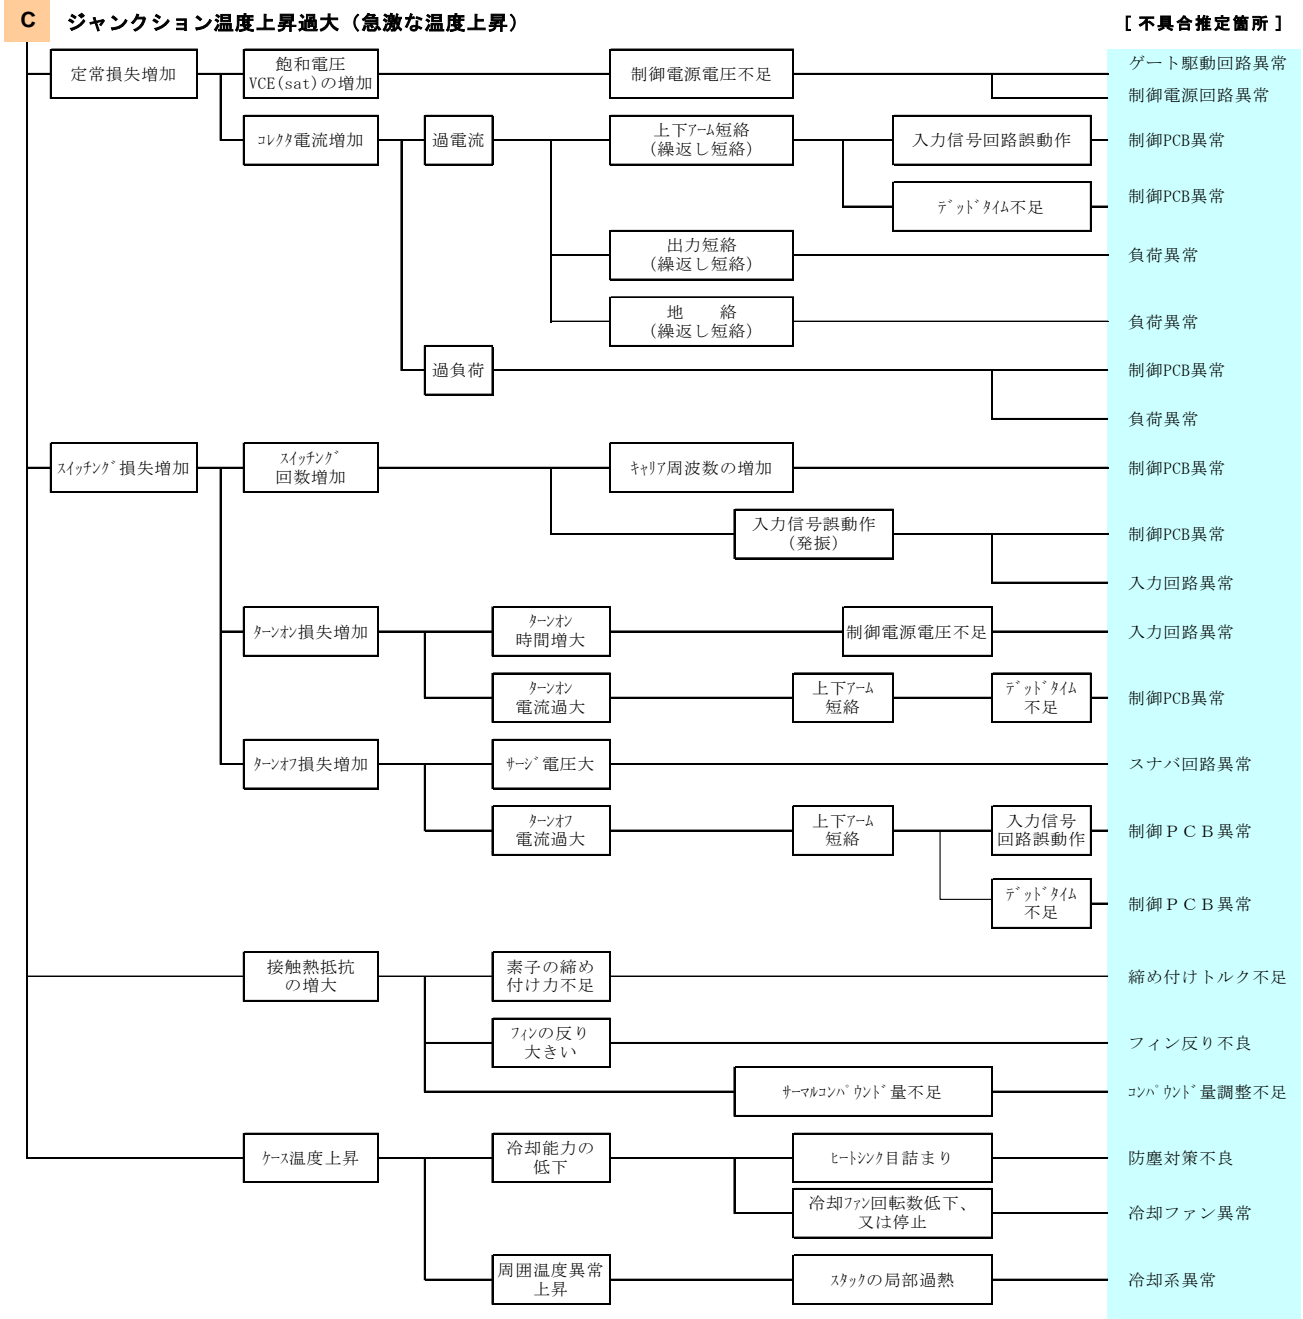 C ジャンクション温度上昇過大（急激な温度上昇）
[ 不具合推定箇所 ]
定常損失増加
飽和電圧
VCE(sat)の増加
制御電源電圧不足
ゲート駆動回路異常
制御電源回路異常
ｺﾚｸﾀ電流増加
過電流
上下ｱｰﾑ短絡
(繰返し短絡)
入力信号回路誤動作
制御PCB異常
ﾃﾞｯﾄﾞﾀｲﾑ不足
制御PCB異常
出力短絡
(繰返し短絡)
負荷異常
地　　絡
(繰返し短絡)
負荷異常
過負荷
制御PCB異常
負荷異常
ｽｲｯﾁﾝｸﾞ損失増加
ｽｲｯﾁﾝｸﾞ
回数増加
ｷｬﾘｱ周波数の増加
制御PCB異常
入力信号誤動作
(発振)
制御PCB異常
入力回路異常
ﾀｰﾝｵﾝ損失増加
ﾀｰﾝｵﾝ
時間増大
制御電源電圧不足
入力回路異常
ﾀｰﾝｵﾝ
電流過大
上下ｱｰﾑ
短絡
ﾃﾞｯﾄﾞﾀｲﾑ
不足
制御PCB異常
ﾀｰﾝｵﾌ損失増加
ｻｰｼﾞ電圧大
スナバ回路異常
ﾀｰﾝｵﾌ
電流過大
上下ｱｰﾑ
短絡
入力信号
回路誤動作
制御ＰＣＢ異常
ﾃﾞｯﾄﾞﾀｲﾑ
不足
制御ＰＣＢ異常
接触熱抵抗
の増大
素子の締め
付け力不足
締め付けトルク不足
ﾌｨﾝの反り
大きい
フィン反り不良
ｻｰﾏﾙｺﾝﾊﾟｳﾝﾄﾞ量不足
ｺﾝﾊﾟｳﾝﾄﾞ量調整不足
ｹｰｽ温度上昇
冷却能力の
低下
ﾋｰﾄｼﾝｸ目詰まり
防塵対策不良
冷却ﾌｧﾝ回転数低下、
又は停止
冷却ファン異常
周囲温度異常
上昇
ｽﾀｯｸの局部過熱
冷却系異常